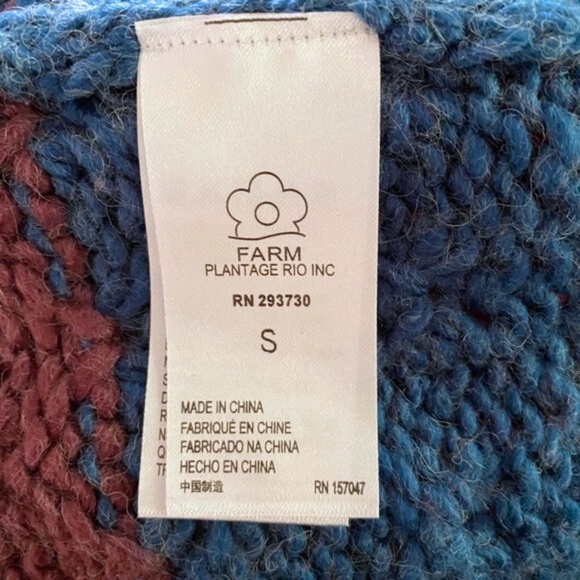 FARM
PLANTAGE RIO INC
RN 293730
S
MADE IN CHINA
FABRIQUÉ EN CHINE
FABRICADO NA CHINA
HECHO EN CHINA
中国制造
RN 157047